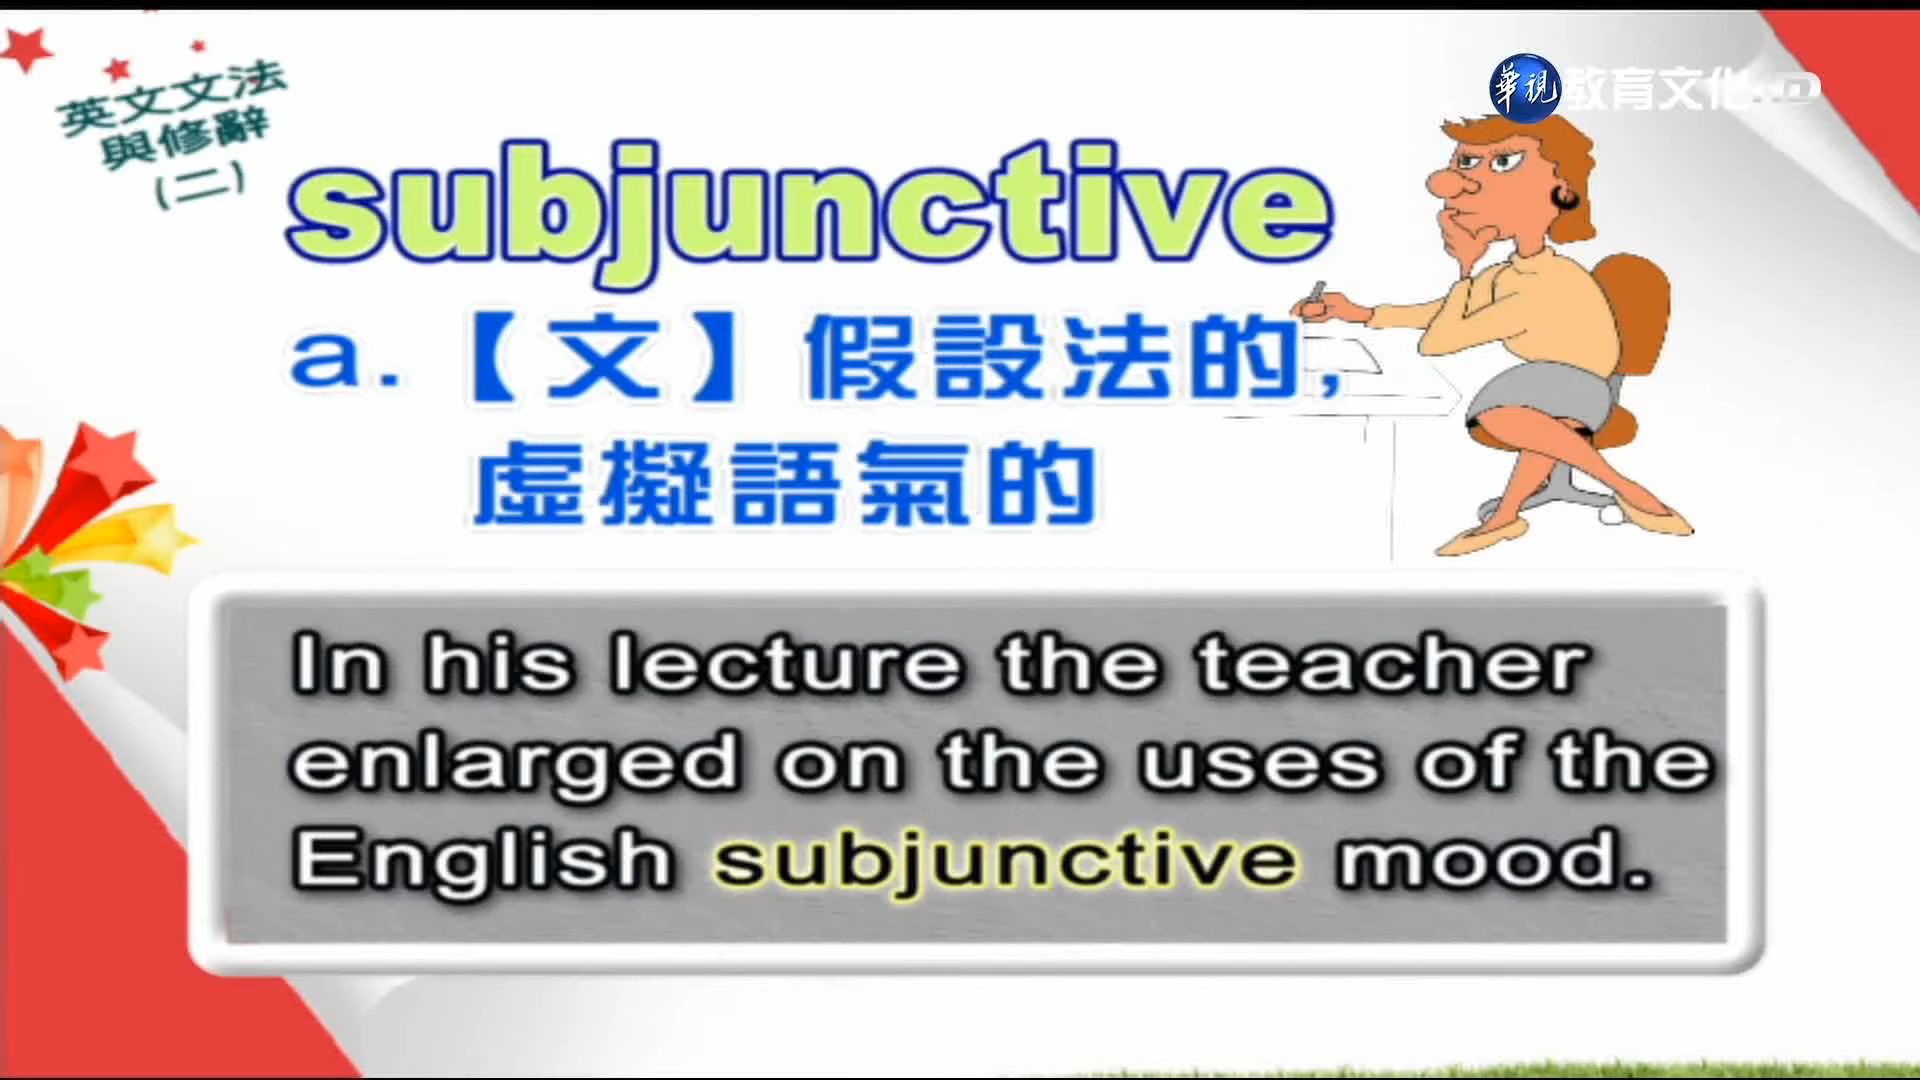 英文文法
與修辭
(二)
華視 教育文化 HD
subjunctive
a.【文】假設法的,
虛擬語氣的
In his lecture the teacher
enlarged on the uses of the
English subjunctive mood.